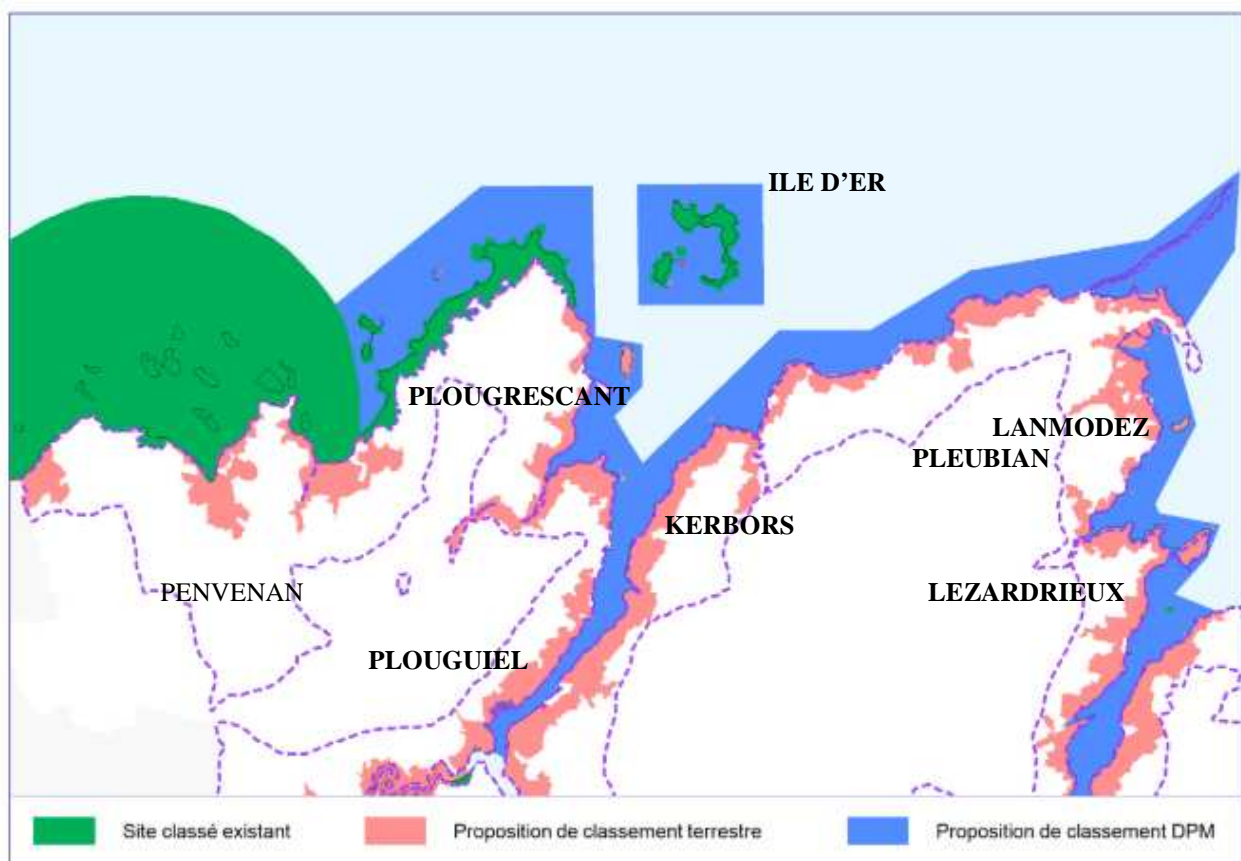 ILE D'ER
PLOUGRESCANT
LANMODEZ
PLEUBIAN
KERBORS
PENVENAN
LEZARDRIEUX
PLOUGUIEL
Site classé existant
Proposition de classement terrestre
Proposition de classement DPM